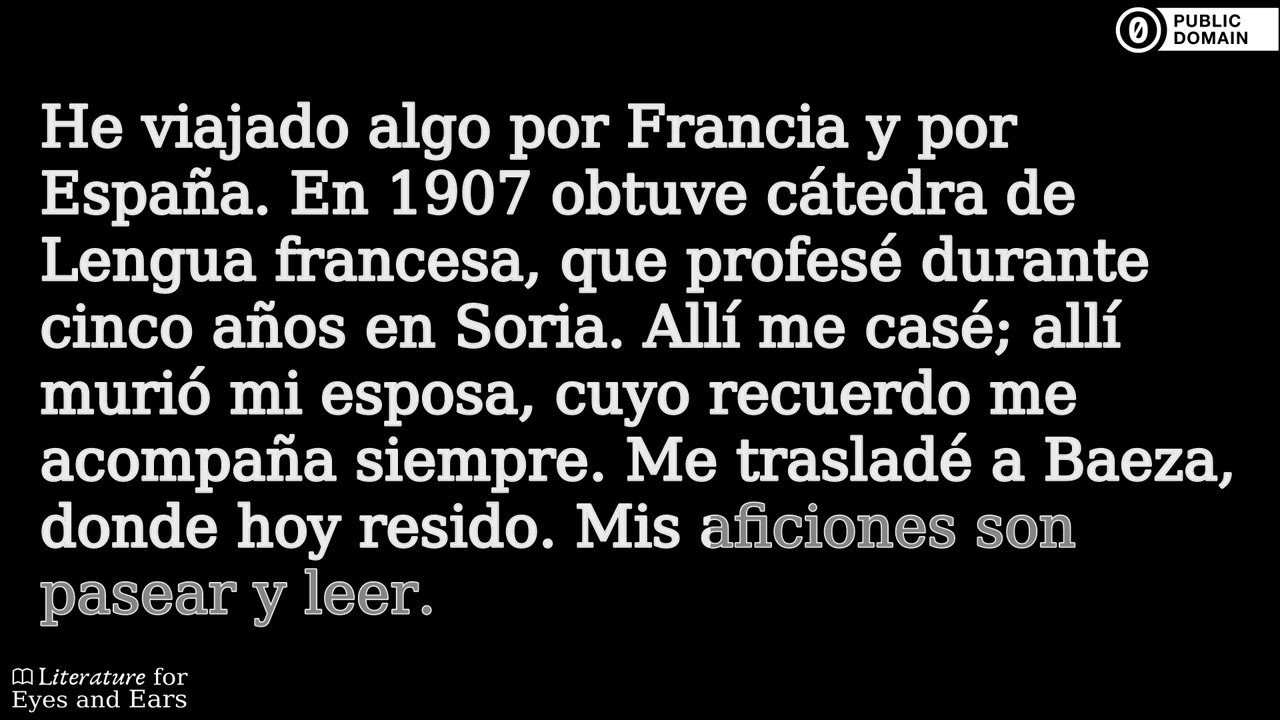 PUBLIC
DOMAIN
He viajado algo por Francia y por
España. En 1907 obtuve cátedra de
Lengua francesa, que profesé durante
cinco años en Soria. Allí me casé; allí
murió mi esposa, cuyo recuerdo me
acompaña siempre. Me trasladé a Baeza,
donde hoy resido. Mis aficiones son
pasear y leer.
Literature for
Eyes and Ears